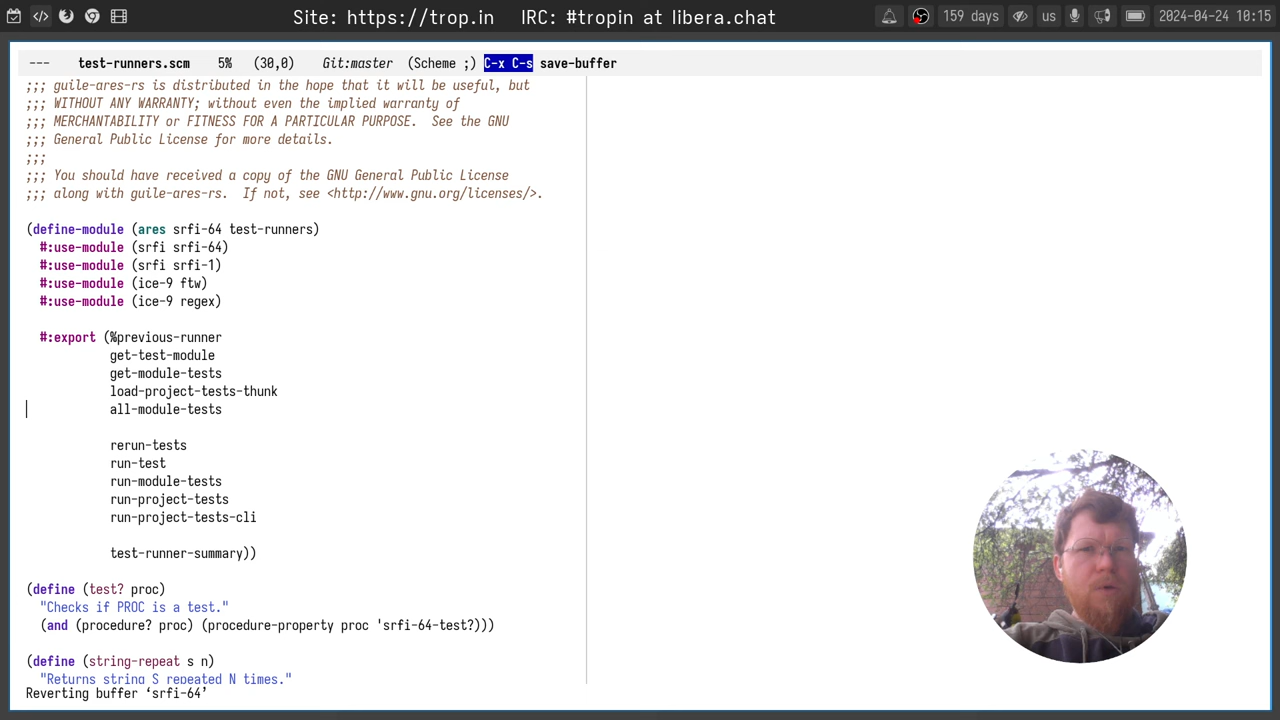 Site: https://trop.in IRC: #tropin at libera.chat
159 days
us
2024-04-24 10:15
--- test-runners.scm 5% (30,0) Git:master (Scheme ;) C-x C-s save-buffer
;;; guile-ares-rs is distributed in the hope that it will be useful, but
;;; WITHOUT ANY WARRANTY; without even the implied warranty of
;;; MERCHANTABILITY or FITNESS FOR A PARTICULAR PURPOSE.  See the GNU
;;; General Public License for more details.
;;;
;;; You should have received a copy of the GNU General Public License
;;; along with guile-ares-rs.  If not, see <http://www.gnu.org/licenses/>.
(define-module (ares srfi-64 test-runners)
#:use-module (srfi srfi-64)
#:use-module (srfi srfi-1)
#:use-module (ice-9 ftw)
#:use-module (ice-9 regex)
#:export (%previous-runner
get-test-module
get-module-tests
load-project-tests-thunk
all-module-tests
rerun-tests
run-test
run-module-tests
run-project-tests
run-project-tests-cli
test-runner-summary))
(define (test? proc)
"Checks if PROC is a test."
(and (procedure? proc) (procedure-property proc 'srfi-64-test?)))
(define (string-repeat s n)
"Returns string S repeated N times."
Reverting buffer ‘srfi-64’